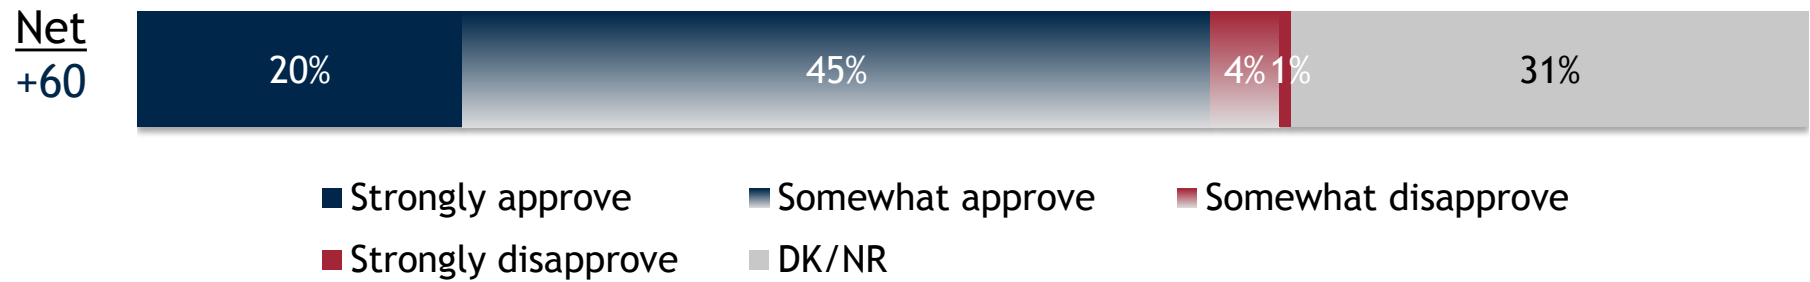 Net
+60
20% 45% 4% 1% 31%
Strongly approve Somewhat approve Somewhat disapprove
Strongly disapprove DK/NR